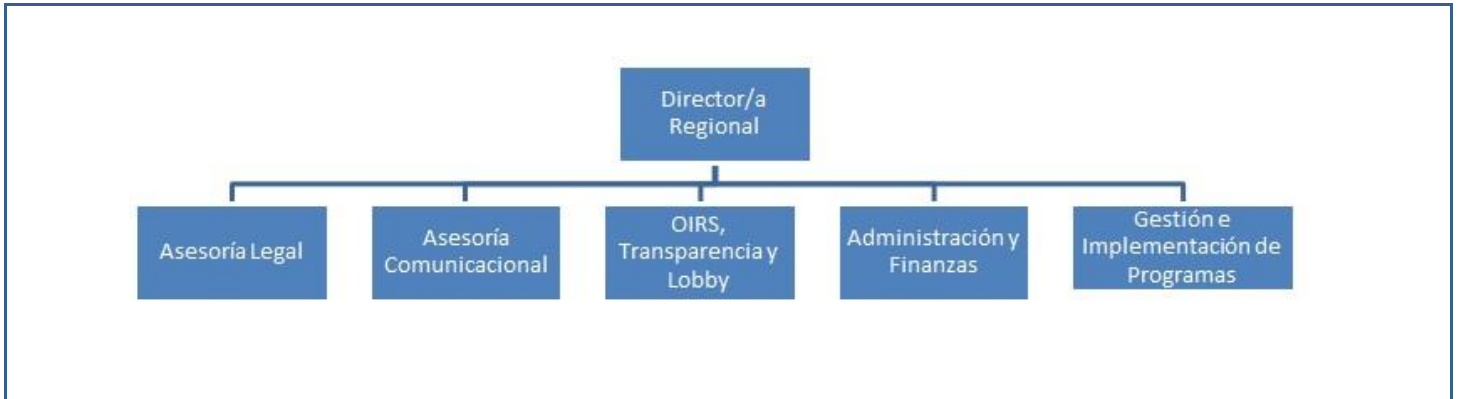 Director/a
Regional
Asesoría Legal
Asesoría
Comunicacional
OIRS,
Transparencia y
Lobby
Administración y
Finanzas
Gestión e
Implementación de
Programas